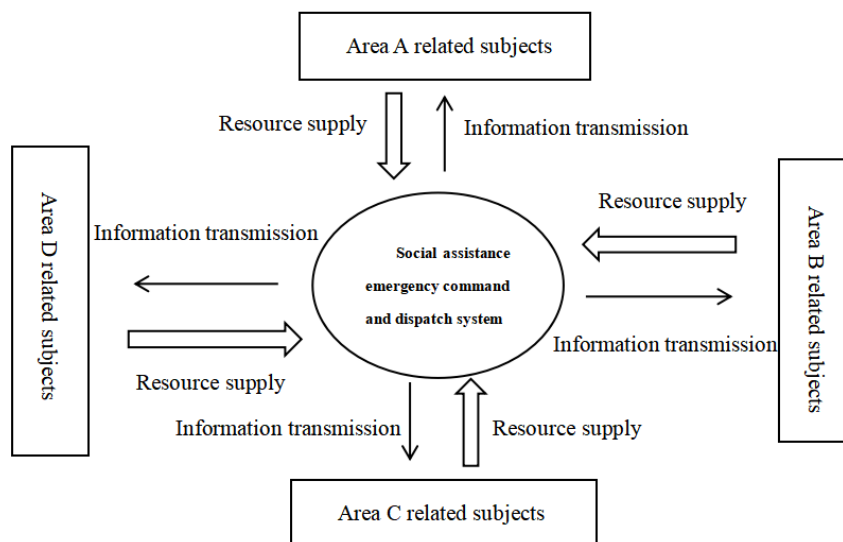 Area A related subjects
Resource supply
Information transmission
Area D related subjects
Information transmission
Resource supply
Social assistance
emergency command
and dispatch system
Resource supply
Information transmission
Area B related subjects
Information transmission
Resource supply
Area C related subjects